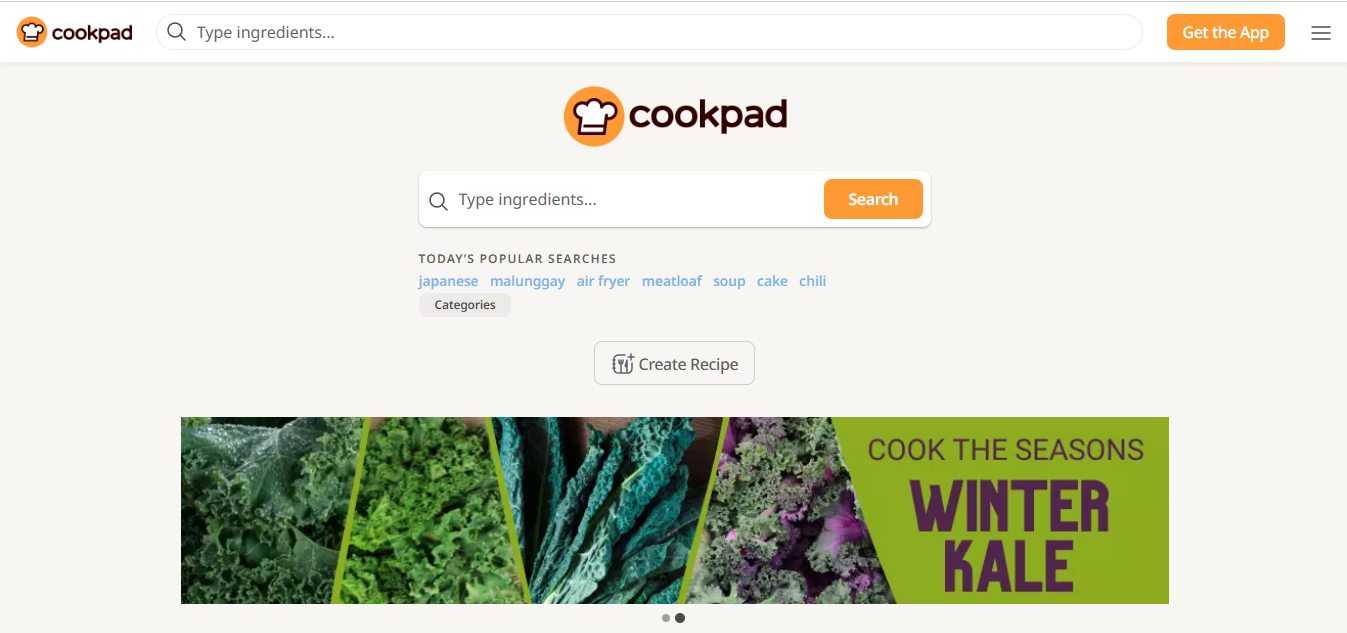 cookpad Type ingredients... Get the App
cookpad
Type ingredients... Search
TODAY'S POPULAR SEARCHES
japanese malunggay air fryer meatloaf soup cake chili
Categories
Create Recipe
COOK THE SEASONS
WINTER
KALE